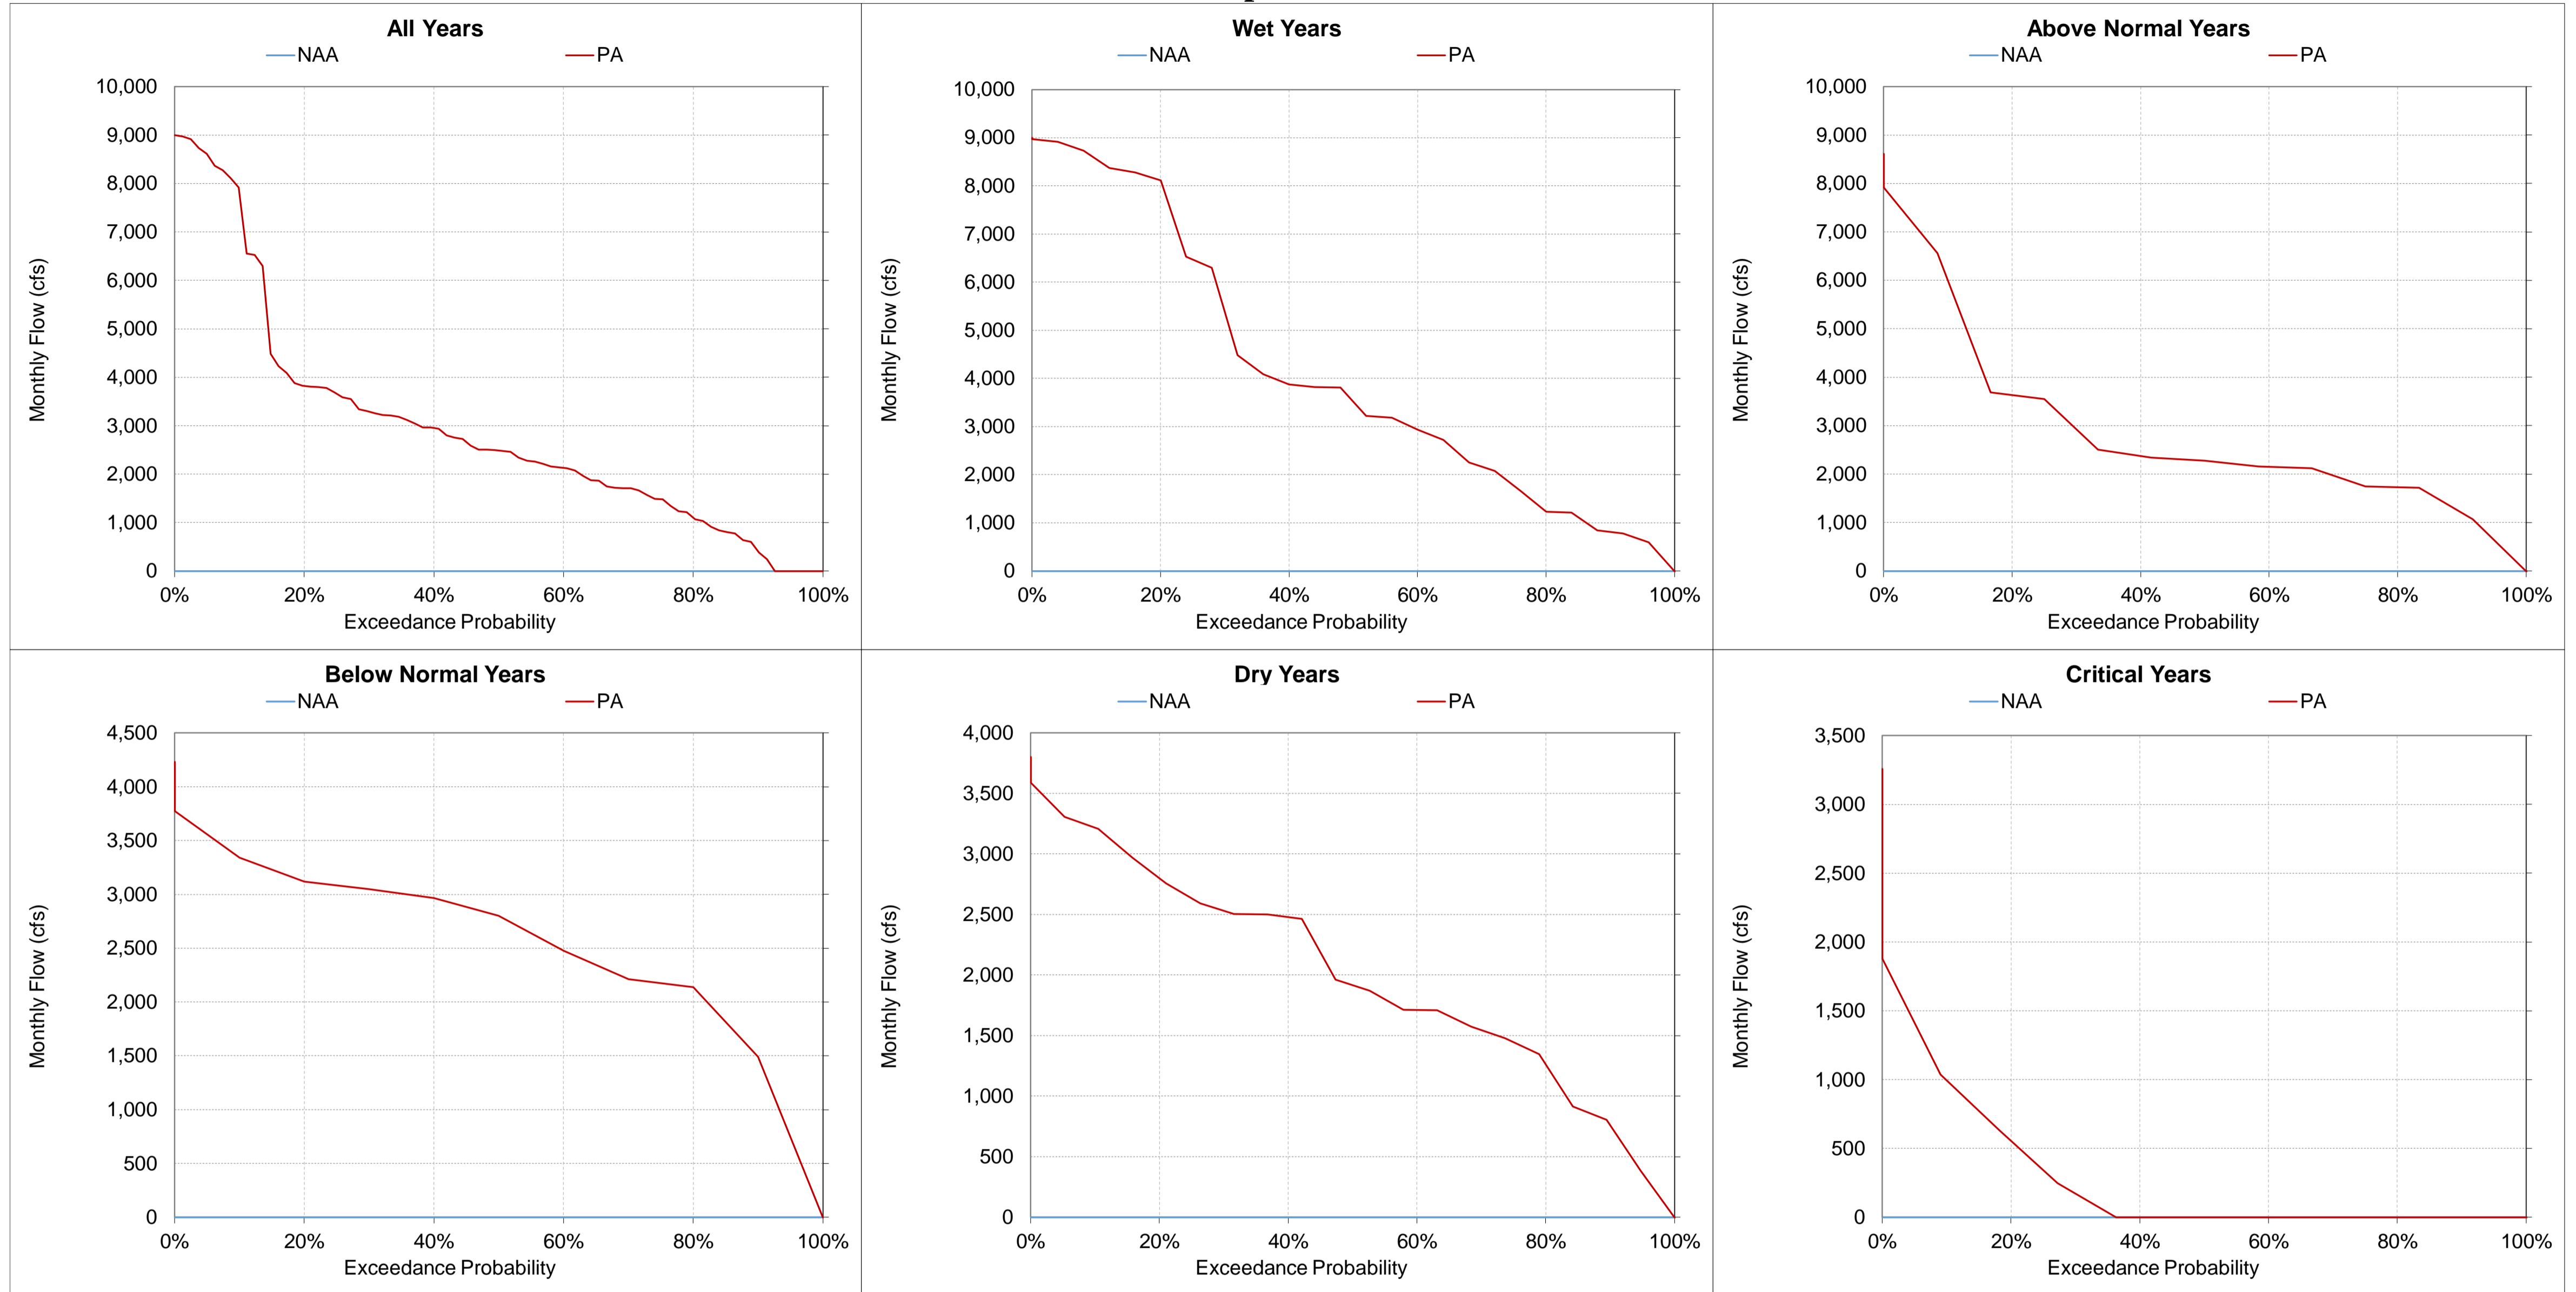 All Years
NAA PA
10,000
9,000
8,000
7,000
6,000
5,000
4,000
3,000
2,000
1,000
0
Monthly Flow (cfs)
0% 20% 40% 60% 80% 100%
Exceedance Probability
Wet Years
NAA PA
10,000
9,000
8,000
7,000
6,000
5,000
4,000
3,000
2,000
1,000
0
Monthly Flow (cfs)
0% 20% 40% 60% 80% 100%
Exceedance Probability
Above Normal Years
NAA PA
10,000
9,000
8,000
7,000
6,000
5,000
4,000
3,000
2,000
1,000
0
Monthly Flow (cfs)
0% 20% 40% 60% 80% 100%
Exceedance Probability
Below Normal Years
NAA PA
4,500
4,000
3,500
3,000
2,500
2,000
1,500
1,000
500
0
Monthly Flow (cfs)
0% 20% 40% 60% 80% 100%
Exceedance Probability
Dry Years
NAA PA
4,000
3,500
3,000
2,500
2,000
1,500
1,000
500
0
Monthly Flow (cfs)
0% 20% 40% 60% 80% 100%
Exceedance Probability
Critical Years
NAA PA
3,500
3,000
2,500
2,000
1,500
1,000
500
0
Monthly Flow (cfs)
0% 20% 40% 60% 80% 100%
Exceedance Probability